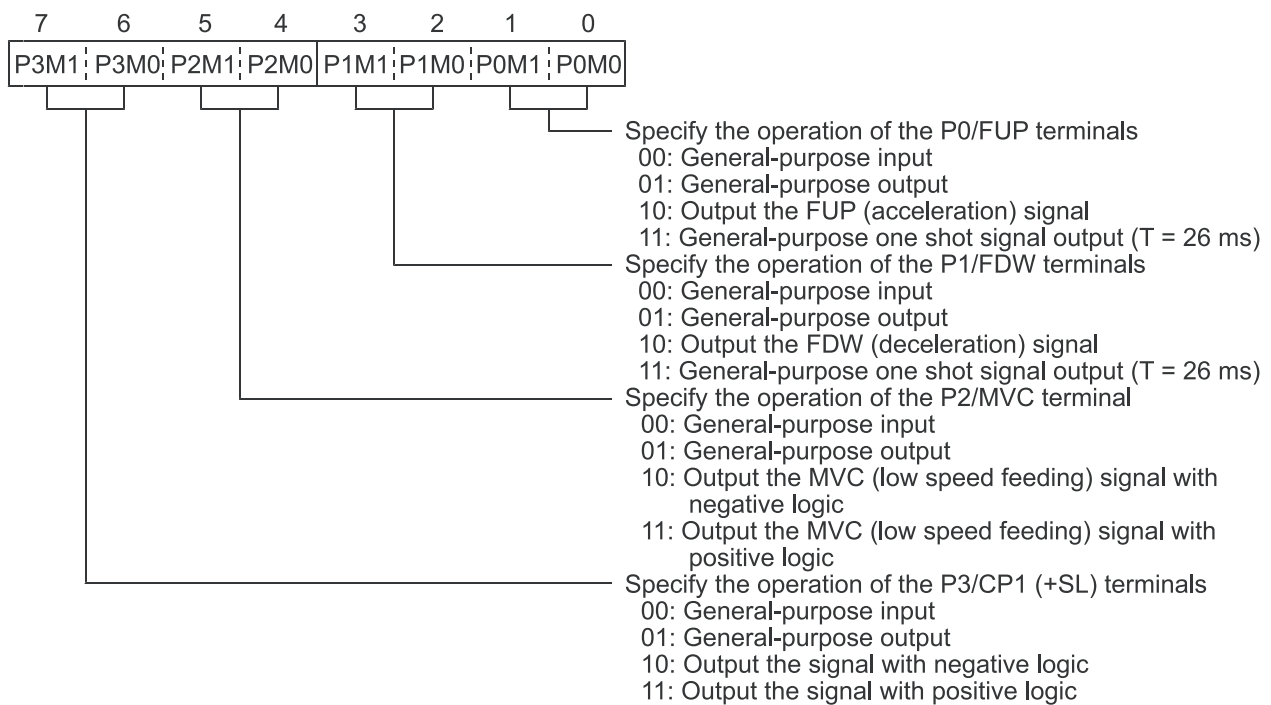 7 6 5 4 3 2 1 0
P3M1 P3M0 P2M1 P2M0 P1M1 P1M0 P0M1 P0M0
Specify the operation of the P0/FUP terminals
00: General-purpose input
01: General-purpose output
10: Output the FUP (acceleration) signal
11: General-purpose one shot signal output (T = 26 ms)
Specify the operation of the P1/FDW terminals
00: General-purpose input
01: General-purpose output
10: Output the FDW (deceleration) signal
11: General-purpose one shot signal output (T = 26 ms)
Specify the operation of the P2/MVC terminal
00: General-purpose input
01: General-purpose output
10: Output the MVC (low speed feeding) signal with
negative logic
11: Output the MVC (low speed feeding) signal with
positive logic
Specify the operation of the P3/CP1 (+SL) terminals
00: General-purpose input
01: General-purpose output
10: Output the signal with negative logic
11: Output the signal with positive logic